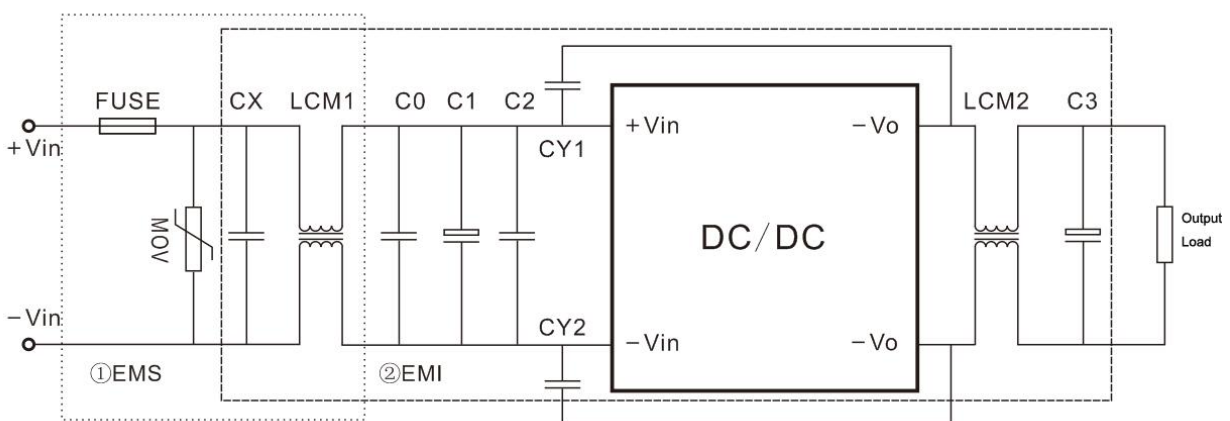 FUSE
CX
LCM1
C0
C1
C2
LCM2
C3
+Vin
CY1
+Vin
−Vo
MOV
DC/DC
Output
Load
−Vin
CY2
−Vin
−Vo
①EMS
②EMI